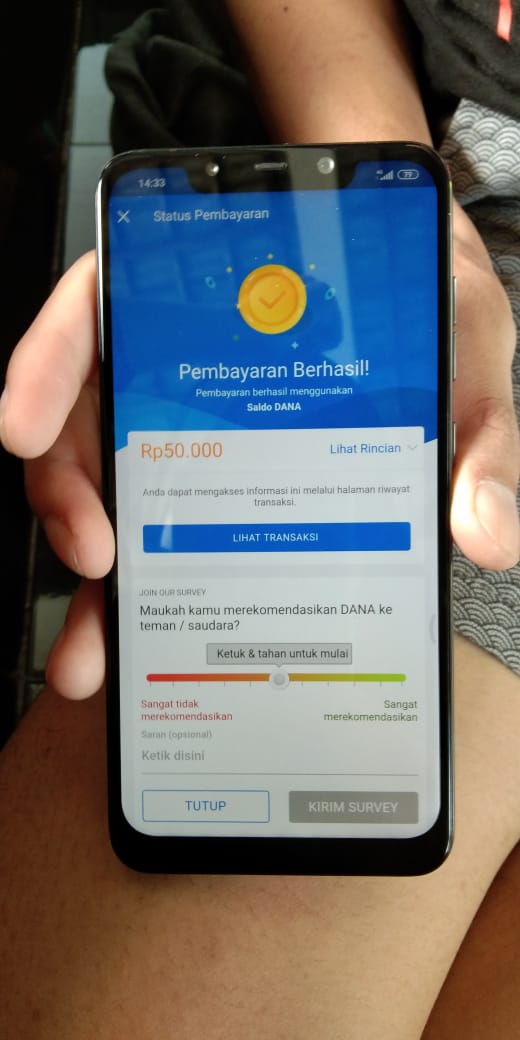 14:33
4G
79
Status Pembayaran
Pembayaran Berhasil!
Pembayaran berhasil menggunakan
Saldo DANA
Rp50.000
Lihat Rincian
Anda dapat mengakses informasi ini melalui halaman riwayat
transaksi.
LIHAT TRANSAKSI
JOIN OUR SURVEY
Maukah kamu merekomendasikan DANA ke
teman / saudara?
Ketuk & tahan untuk mulai
Sangat tidak
merekomendasikan
Sangat
merekomendasikan
Saran (opsional)
Ketik disini
TUTUP
KIRIM SURVEY